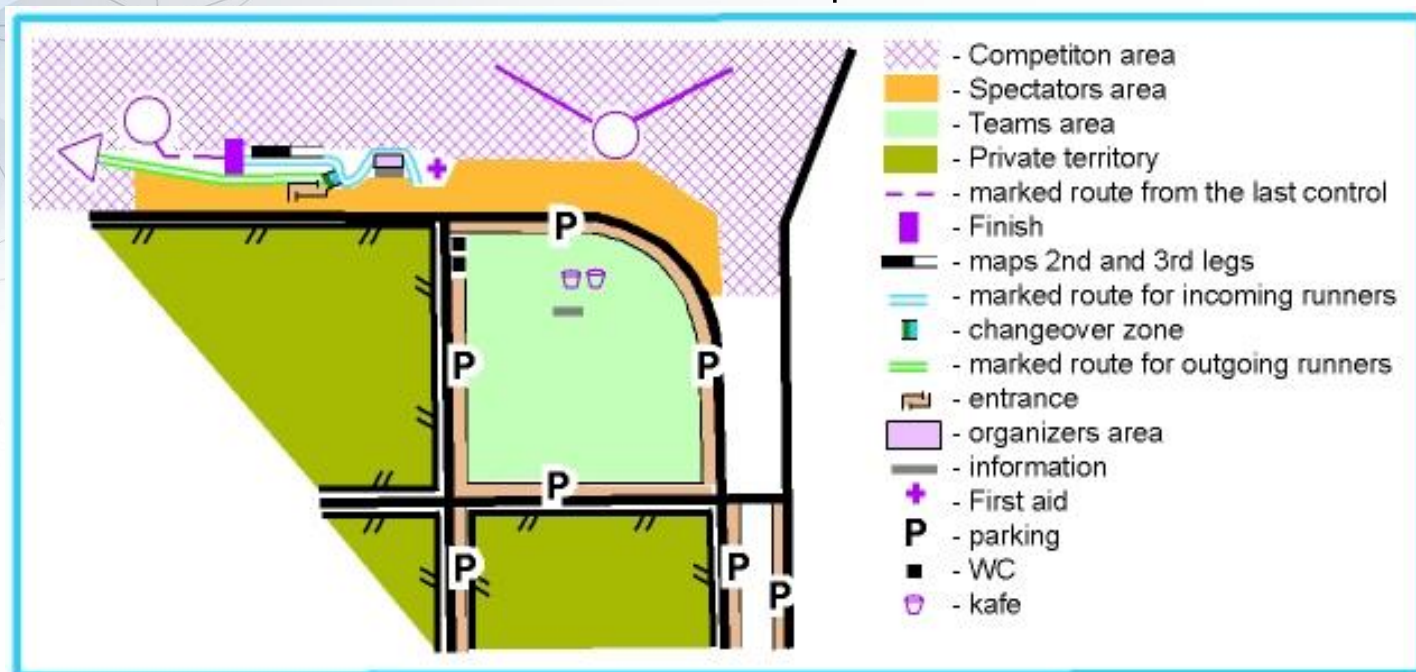 P
P
P
P
P
P
P
- Competiton area
- Spectators area
- Teams area
- Private territory
- marked route from the last control
- Finish
- maps 2nd and 3rd legs
- marked route for incoming runners
- changeover zone
- marked route for outgoing runners
- entrance
- organizers area
- information
- First aid
P - parking
- WC
- kafe